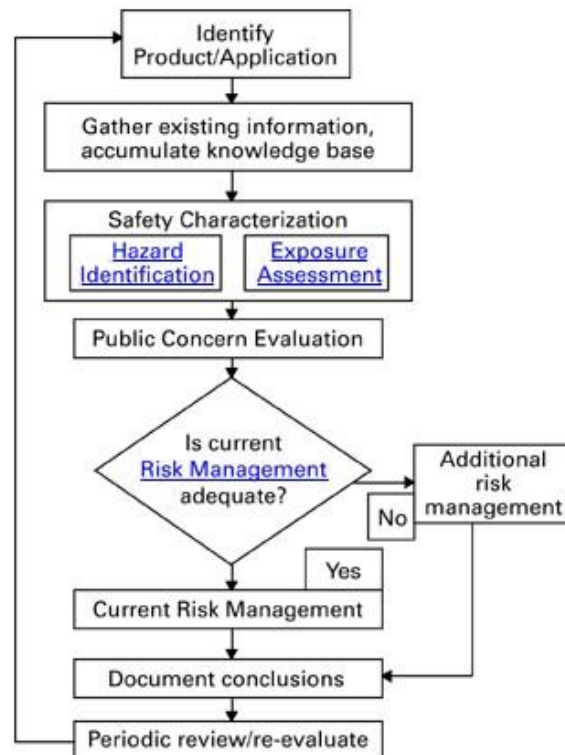 Identify
Product/Application
Gather existing information,
accumulate knowledge base
Safety Characterization
Hazard
Identification
Exposure
Assessment
Public Concern Evaluation
Is current
Risk Management
adequate?
Additional
risk
management
No
Yes
Current Risk Management
Document conclusions
Periodic review/re-evaluate